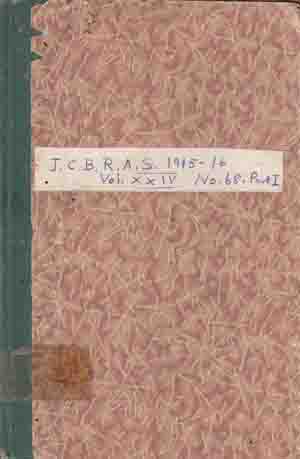 J. C. B. R. A. S. 1915-16
Vol. XXIV No. 68. Part I